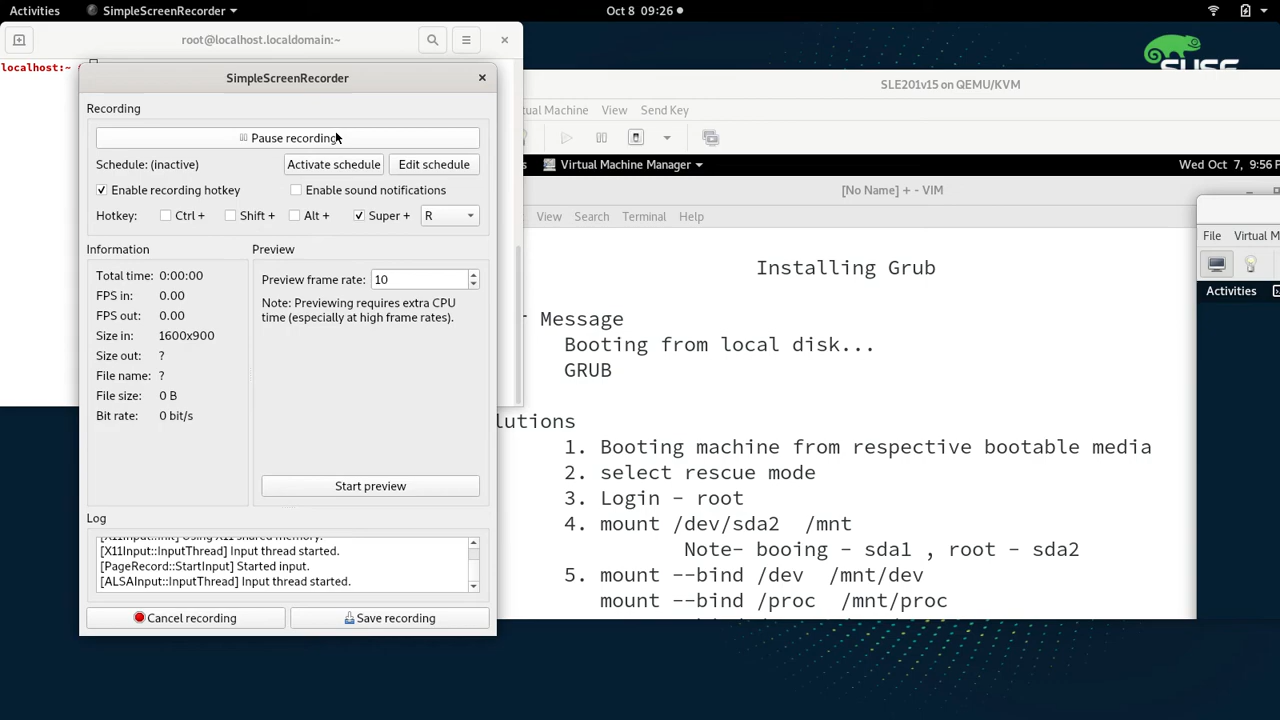 Activities SimpleScreenRecorder Oct 8 09:26
root@localhost.localdomain:~
localhost:~
SimpleScreenRecorder
Recording
Pause recording
Schedule: (inactive) Activate schedule Edit schedule
Enable recording hotkey Enable sound notifications
Hotkey: Ctrl + Shift + Alt + Super + R
Information
Total time: 0:00:00
FPS in: 0.00
FPS out: 0.00
Size in: 1600x900
Size out: ?
File name: ?
File size: 0 B
Bit rate: 0 bit/s
Preview
Preview frame rate: 10
Note: Previewing requires extra CPU
time (especially at high frame rates).
Start preview
Log
[X11Input::Init] Using X11 shared memory.
[X11Input::InputThread] Input thread started.
[PageRecord::StartInput] Started input.
[ALSAInput::InputThread] Input thread started.
Cancel recording Save recording
SUSE
SLE201v15 on QEMU/KVM
rtual Machine View Send Key
s Virtual Machine Manager Wed Oct 7, 9:56 P
[No Name] + - VIM
View Search Terminal Help
Installing Grub
r Message
Booting from local disk...
GRUB
lutions
1. Booting machine from respective bootable media
2. select rescue mode
3. Login - root
4. mount /dev/sda2 /mnt
Note- booing - sda1 , root - sda2
5. mount --bind /dev /mnt/dev
mount --bind /proc /mnt/proc
File Virtual M
Activities